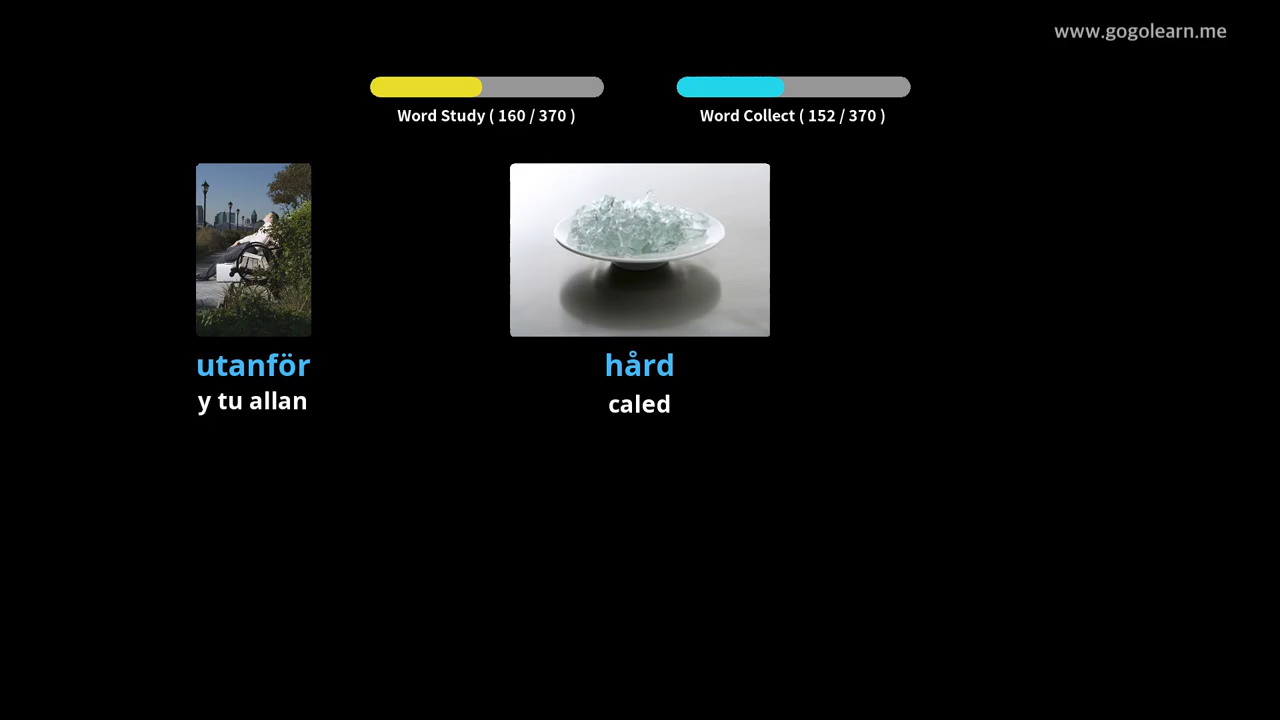 www.gogolearn.me
Word Study ( 160 / 370 )
Word Collect ( 152 / 370 )
utanför
y tu allan
hård
caled